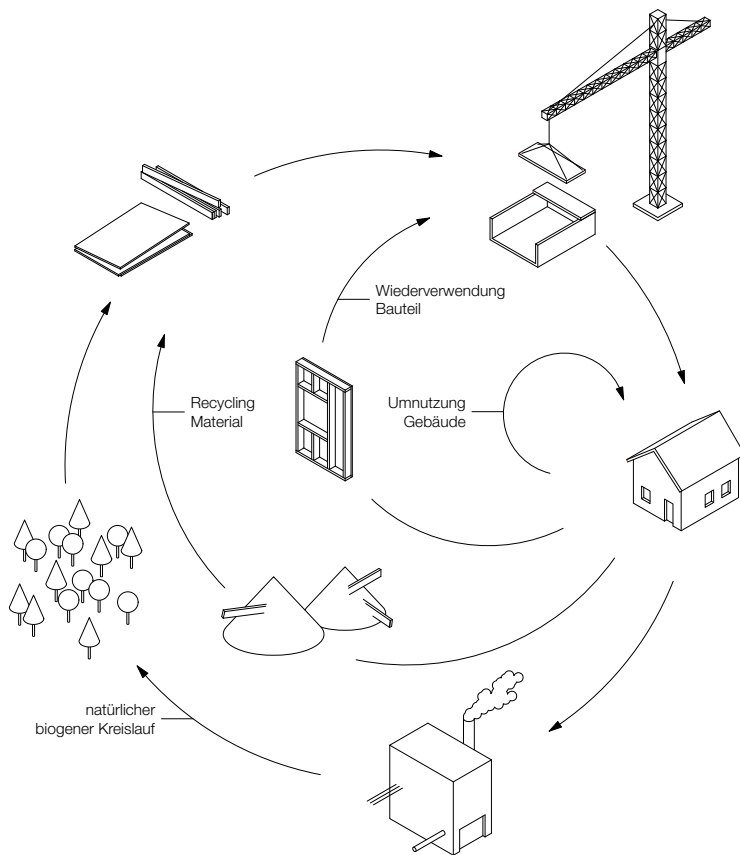 Wiederverwendung
Bauteil
Recycling
Material
Umnutzung
Gebäude
natürlicher
biogener Kreislauf